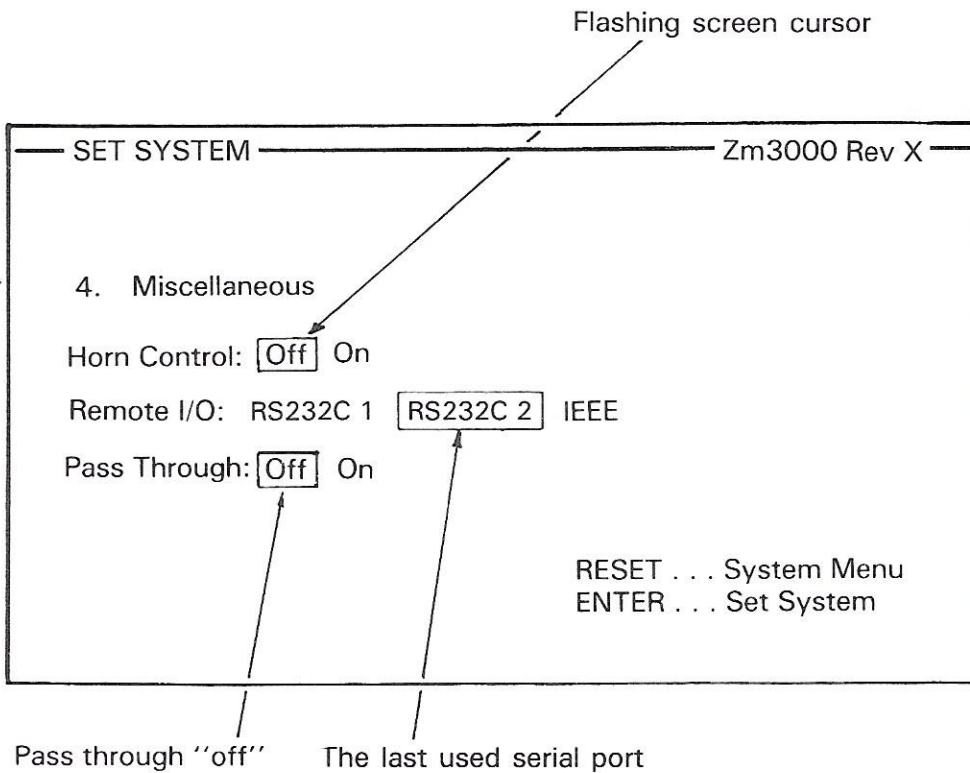 Flashing screen cursor
SET SYSTEM Zm3000 Rev X
4. Miscellaneous
Horn Control: Off On
Remote I/O: RS232C 1 RS232C 2 IEEE
Pass Through: Off On
RESET . . . System Menu
ENTER . . . Set System
Pass through ''off'' The last used serial port